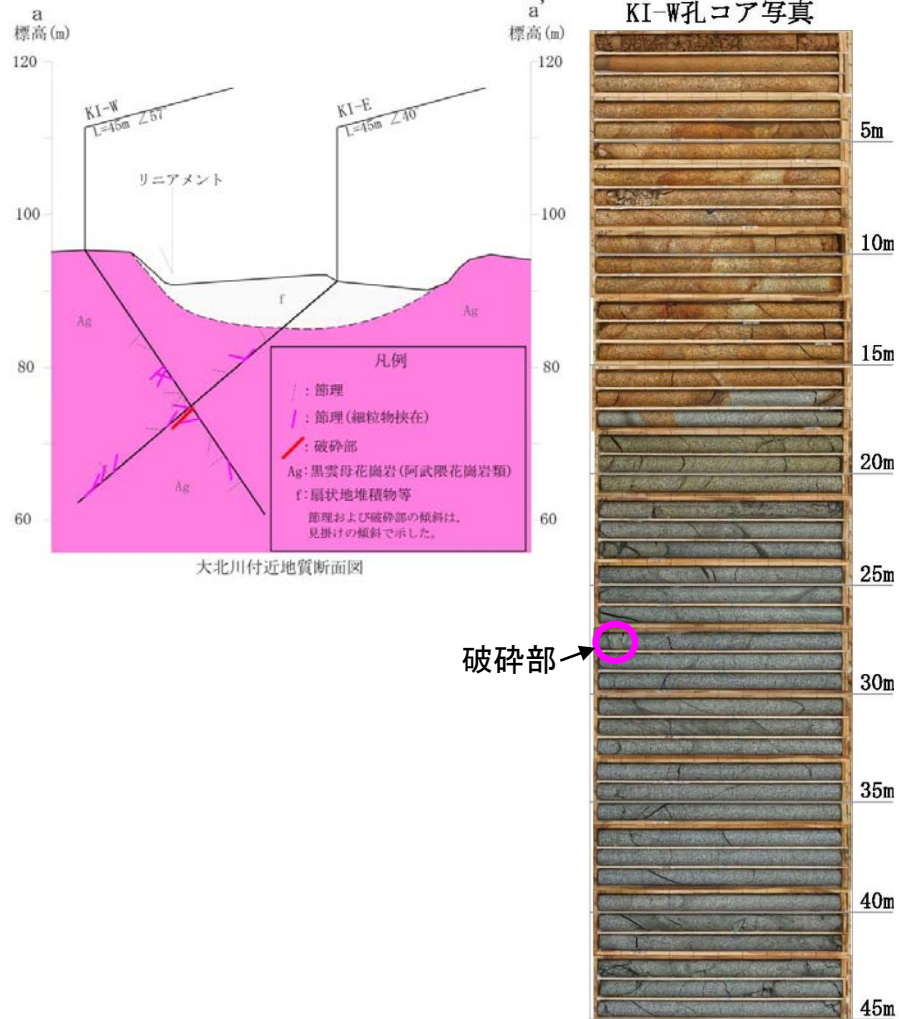 a
標高(m)
a'
標高(m)
120
100
80
60
120
100
80
60
KI-W
L=45m ∠57°
KI-E
L=45m ∠40°
リニアメント
f
Ag
Ag
Ag
凡例
：節理
：節理(細粒物挟在)
：破砕部
Ag：黒雲母花崗岩(阿武隈花崗岩類)
f：扇状地堆積物等
節理および破砕部の傾斜は、
見掛けの傾斜で示した。
大北川付近地質断面図
KI-W孔コア写真
5m
10m
15m
20m
25m
破砕部
30m
35m
40m
45m